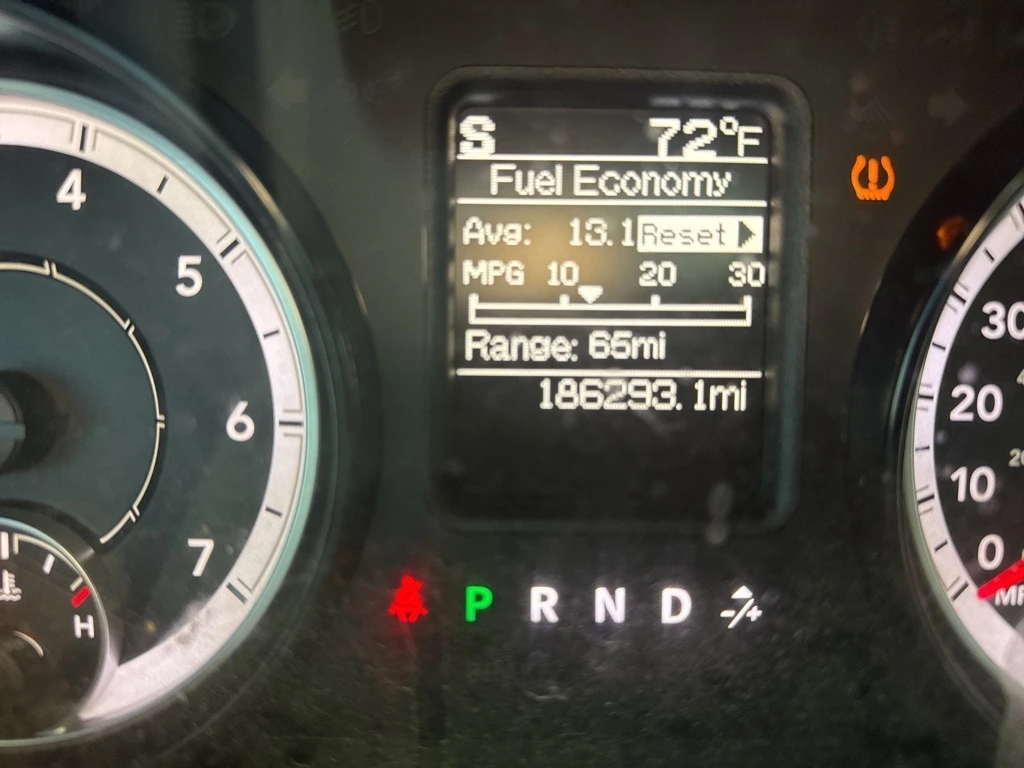 S 72°F
Fuel Economy
Avg: 13.1 Reset
MPG 10 20 30
Range: 65mi
186293.1mi
P R N D -/+
4
5
6
7
H
30
20
10
0